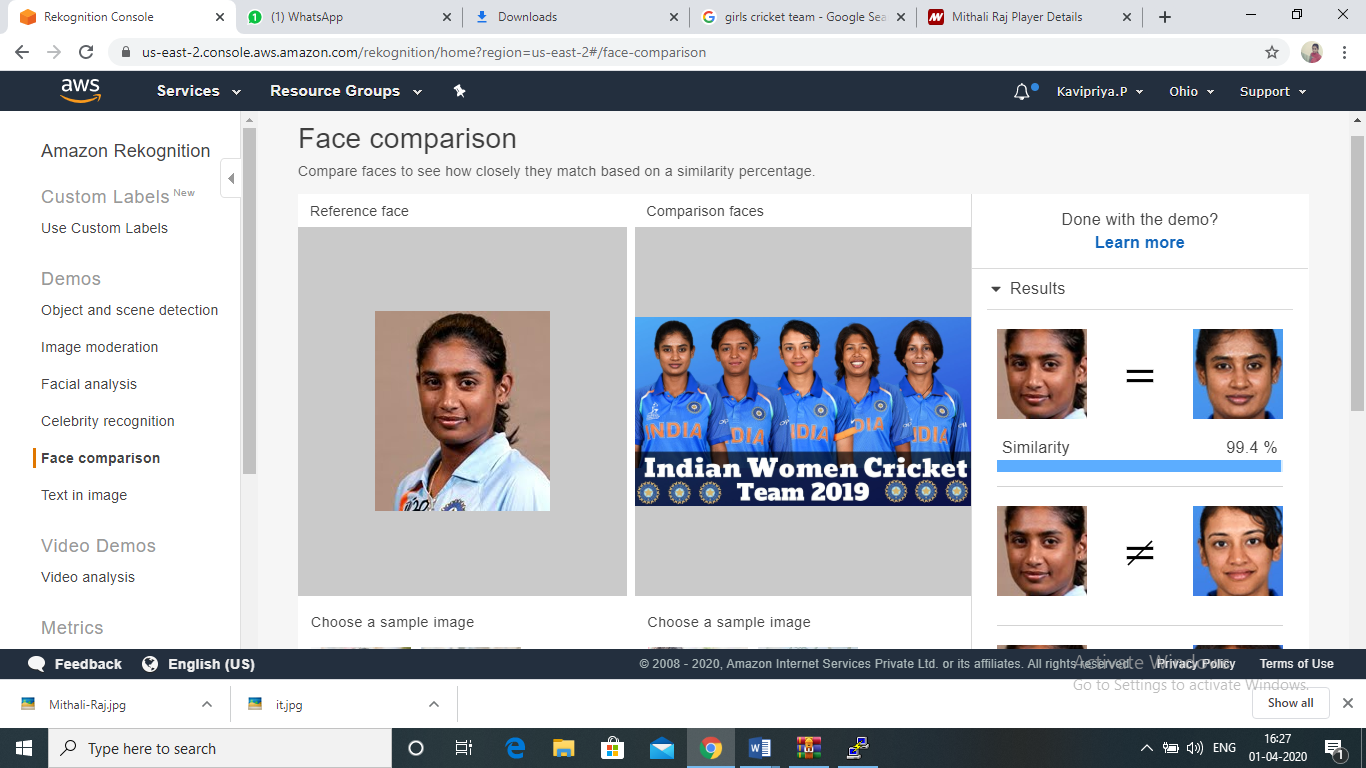 Rekognition Console
(1) WhatsApp
Downloads
girls cricket team - Google Sea
Mithali Raj Player Details
us-east-2.console.aws.amazon.com/rekognition/home?region=us-east-2#/face-comparison
aws
Services
Resource Groups
Kavipriya.P
Ohio
Support
Amazon Rekognition
Custom Labels New
Use Custom Labels
Demos
Object and scene detection
Image moderation
Facial analysis
Celebrity recognition
Face comparison
Text in image
Video Demos
Video analysis
Metrics
Face comparison
Compare faces to see how closely they match based on a similarity percentage.
Reference face
Comparison faces
INDIA
DIA
INDIA
DIA
INDIA
Indian Women Cricket
Team 2019
Choose a sample image
Choose a sample image
Done with the demo?
Learn more
Results
=
Similarity 99.4 %
≠
Feedback
English (US)
© 2008 - 2020, Amazon Internet Services Private Ltd. or its affiliates. All rights reserved.
Privacy Policy
Terms of Use
Activate Windows
Go to Settings to activate Windows.
Mithali-Raj.jpg
it.jpg
Show all
Type here to search
ENG
16:27
01-04-2020
1